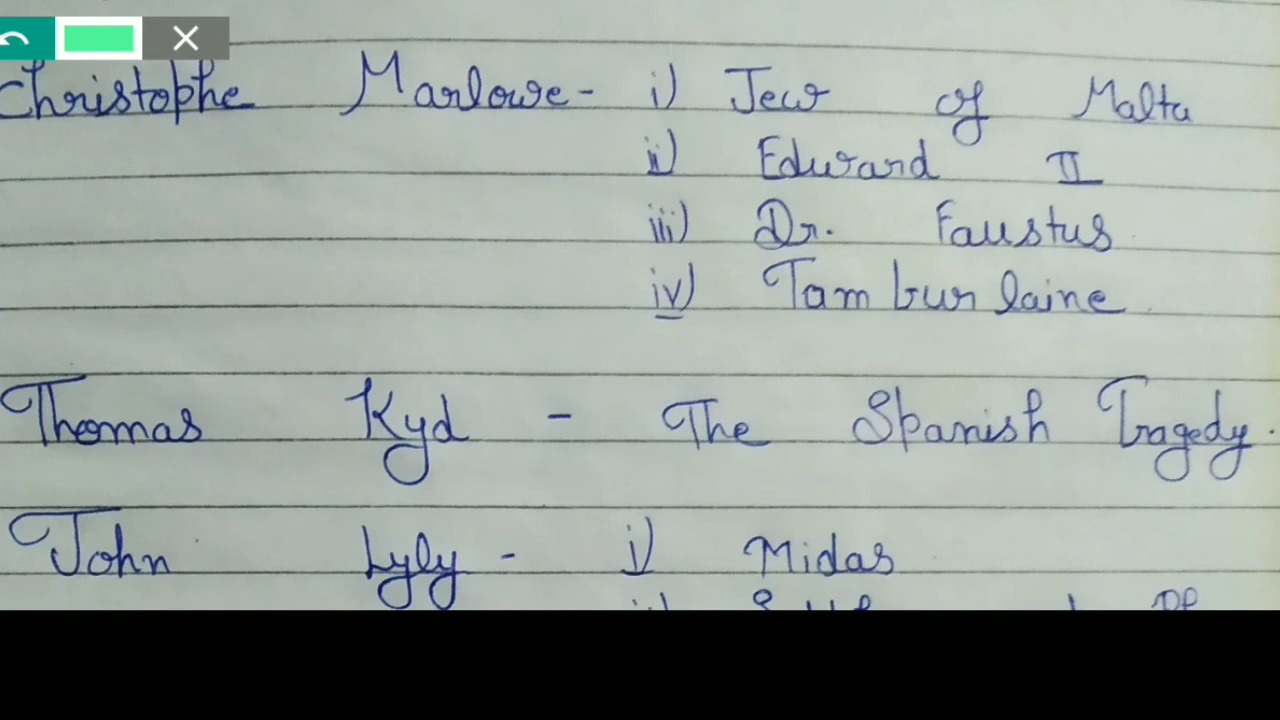 Christophe Marlowe - i) Jew of Malta
ii) Edward II
iii) Dr. Faustus
iv) Tamburlaine
Thomas Kyd - The Spanish Tragedy.
John Lyly - i) Midas